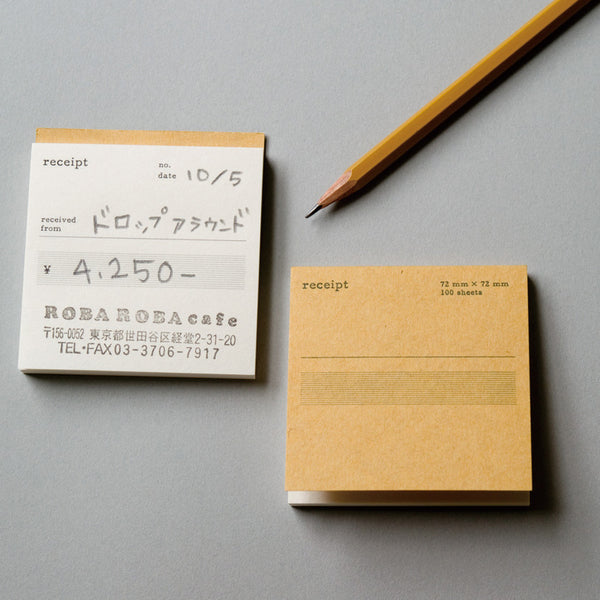 receipt
no.
date 10/5
received
from ドロップアラウンド
¥ 4,250-
ROBA ROBA cafe
〒156-0052 東京都世田谷区経堂2-31-20
TEL・FAX 03-3706-7917
receipt
72 mm × 72 mm
100 sheets